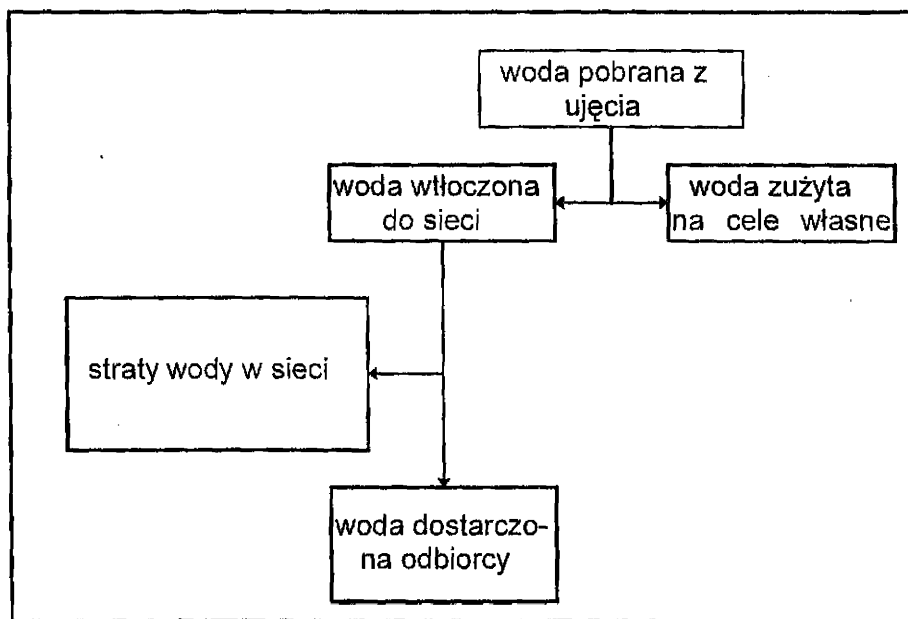 woda pobrana z
ujęcia
woda wtłoczona
do sieci
woda zużyta
na cele własne
straty wody w sieci
woda dostarczo-
na odbiorcy